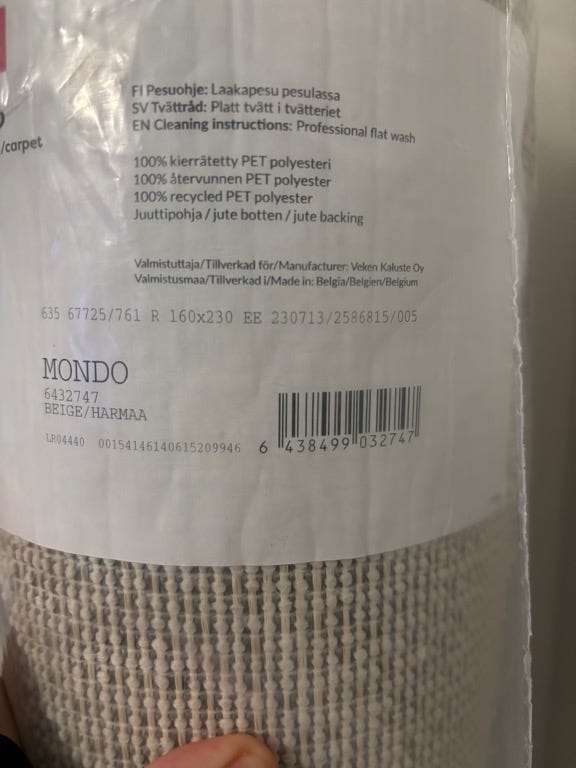 FI Pesuohje: Laakapesu pesulassa
SV Tvättråd: Platt tvätt i tvätteriet
EN Cleaning instructions: Professional flat wash
/carpet
100% kierrätetty PET polyesteri
100% återvunnen PET polyester
100% recycled PET polyester
Juuttipohja / jute botten / jute backing
Valmistuttaja/Tillverkad för/Manufacturer: Veken Kaluste Oy
Valmistusmaa/Tillverkad i/Made in: Belgia/Belgien/Belgium
635 67725/761 R 160x230 EE 230713/2586815/005
MONDO
6432747
BEIGE/HARMAA
LR04440 00154146140615209946
6 438499 032747